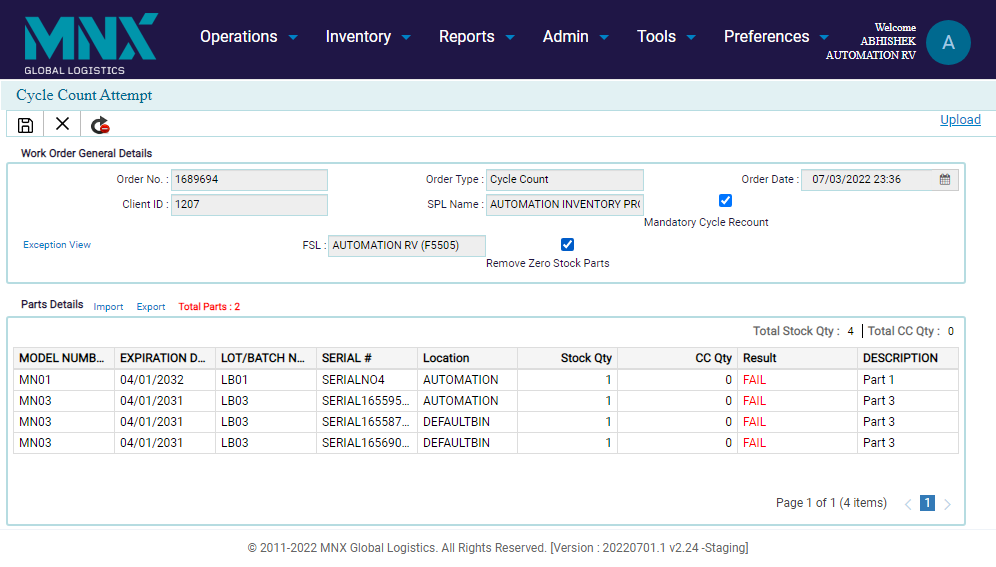 MNX
GLOBAL LOGISTICS
Operations Inventory Reports Admin Tools Preferences
Welcome
ABHISHEK
AUTOMATION RV
A
Cycle Count Attempt
Upload
Work Order General Details
Order No. : 1689694 Order Type : Cycle Count Order Date : 07/03/2022 23:36
Client ID : 1207 SPL Name : AUTOMATION INVENTORY PR
Mandatory Cycle Recount
Exception View FSL : AUTOMATION RV (F5505)
Remove Zero Stock Parts
Parts Details Import Export Total Parts : 2
Total Stock Qty : 4 Total CC Qty : 0
MODEL NUMB... EXPIRATION D... LOT/BATCH N... SERIAL # Location Stock Qty CC Qty Result DESCRIPTION
MN01 04/01/2032 LB01 SERIALNO4 AUTOMATION 1 0 FAIL Part 1
MN03 04/01/2031 LB03 SERIAL165595... AUTOMATION 1 0 FAIL Part 3
MN03 04/01/2031 LB03 SERIAL165587... DEFAULTBIN 1 0 FAIL Part 3
MN03 04/01/2031 LB03 SERIAL165690... DEFAULTBIN 1 0 FAIL Part 3
Page 1 of 1 (4 items) 1
© 2011-2022 MNX Global Logistics. All Rights Reserved. [Version : 20220701.1 v2.24 -Staging]